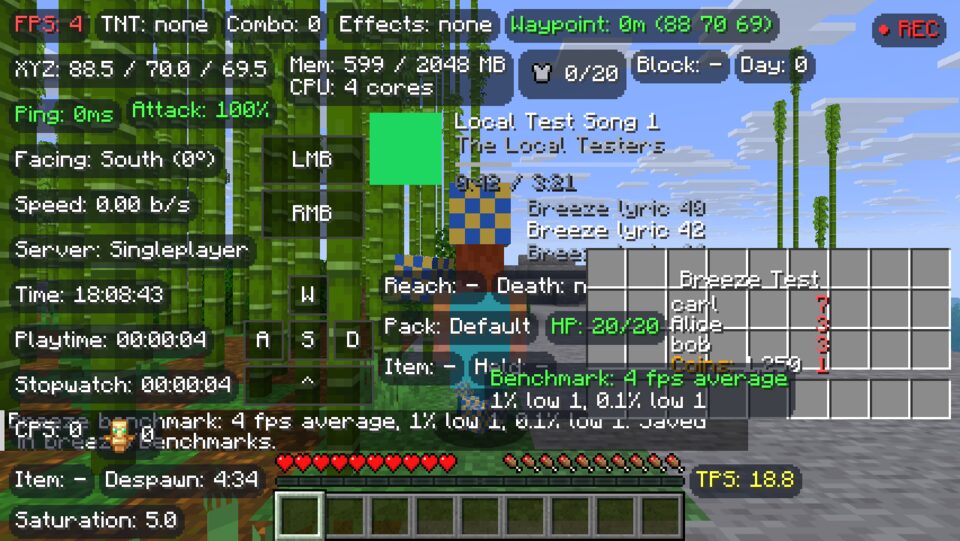 FPS: 4
TNT: none
Combo: 0
Effects: none
Waypoint: 0m (88 70 69)
REC
XYZ: 88.5 / 70.0 / 69.5
Mem: 599 / 2048 MB
CPU: 4 cores
0/20
Block: -
Day: 0
Ping: 0ms
Attack: 100%
Local Test Song 1
The Local Testers
0:42 / 3:21
Facing: South (0°)
LMB
RMB
Speed: 0.00 b/s
Breeze lyric 40
Breeze lyric 42
Breeze lyric
Server: Singleplayer
Reach: -
Death:
Breeze Test
carl 7
Alice 3
bob 3
Coins: 1,250 1
Time: 18:08:43
W
Pack: Default
HP: 20/20
Playtime: 00:00:04
A
S
D
Item: -
Held: -
Stopwatch: 00:00:04
^
Benchmark: 4 fps average
1% low 1, 0.1% low 1
Breeze benchmark: 4 fps average, 1% low 1, 0.1% low 1. Saved
in breeze benchmarks.
CPS: 0
0
Item: -
Despawn: 4:34
TPS: 18.8
Saturation: 5.0